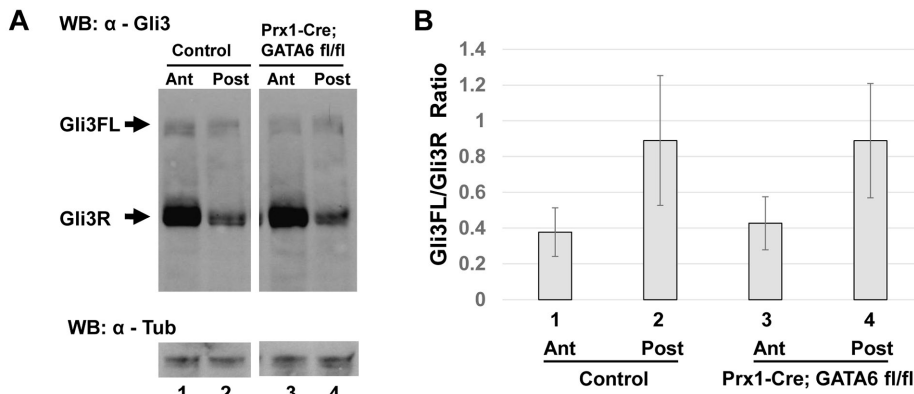 A
WB: α - Gli3
Control
Prx1-Cre;
GATA6 fl/fl
Ant Post Ant Post
Gli3FL
Gli3R
WB: α - Tub
1 2 3 4
B
Gli3FL/Gli3R Ratio
1.4
1.2
1
0.8
0.6
0.4
0.2
0
1 2 3 4
Ant Post Ant Post
Control Prx1-Cre; GATA6 fl/fl